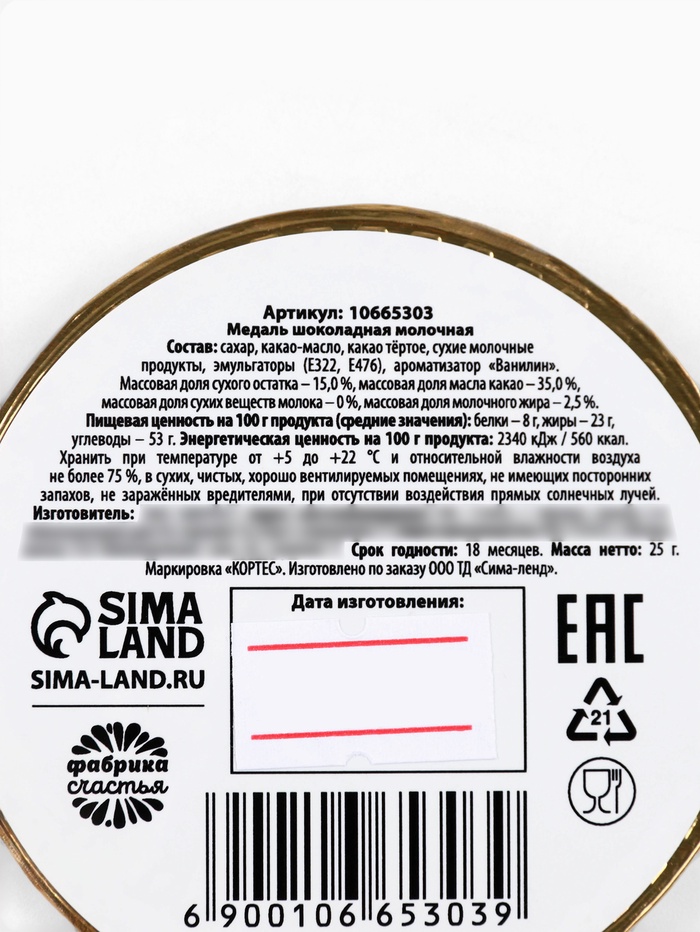 Артикул: 10665303
Медаль шоколадная молочная
Состав: сахар, какао-масло, какао тёртое, сухие молочные
продукты, эмульгаторы (Е322, Е476), ароматизатор «Ванилин».
Массовая доля сухого остатка – 15,0 %, массовая доля масла какао – 35,0 %,
массовая доля сухих веществ молока – 0 %, массовая доля молочного жира – 2,5 %.
Пищевая ценность на 100 г продукта (средние значения): белки – 8 г, жиры – 23 г,
углеводы – 53 г. Энергетическая ценность на 100 г продукта: 2340 кДж / 560 ккал.
Хранить при температуре от +5 до +22 °С и относительной влажности воздуха
не более 75 %, в сухих, чистых, хорошо вентилируемых помещениях, не имеющих посторонних
запахов, не заражённых вредителями, при отсутствии воздействия прямых солнечных лучей.
Изготовитель:
Срок годности: 18 месяцев. Масса нетто: 25 г.
Маркировка «КОРТЕС». Изготовлено по заказу ООО ТД «Сима-ленд».
SIMA
LAND
SIMA-LAND.RU
фабрика
счастья
Дата изготовления:
EAC
21
6 900106 653039